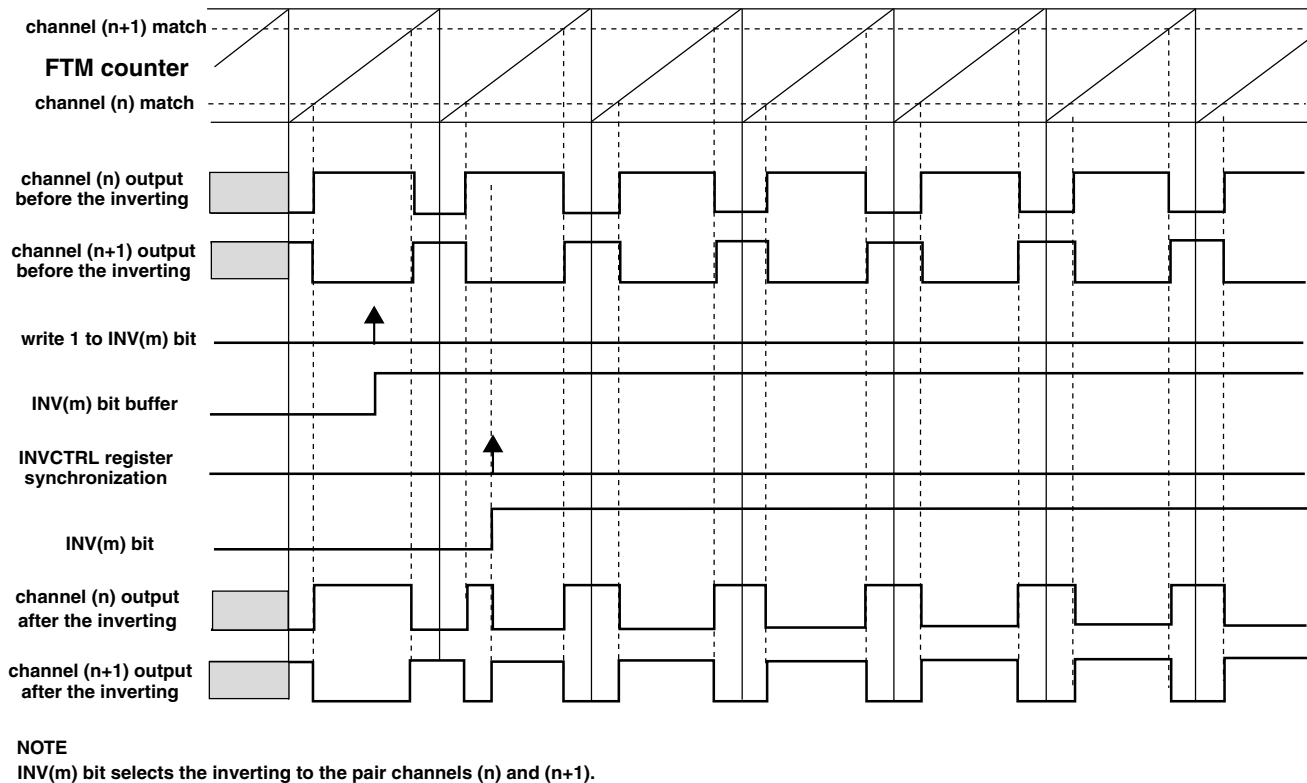 channel (n+1) match
FTM counter
channel (n) match
channel (n) output
before the inverting
channel (n+1) output
before the inverting
write 1 to INV(m) bit
INV(m) bit buffer
INVCTRL register
synchronization
INV(m) bit
channel (n) output
after the inverting
channel (n+1) output
after the inverting
NOTE
INV(m) bit selects the inverting to the pair channels (n) and (n+1).